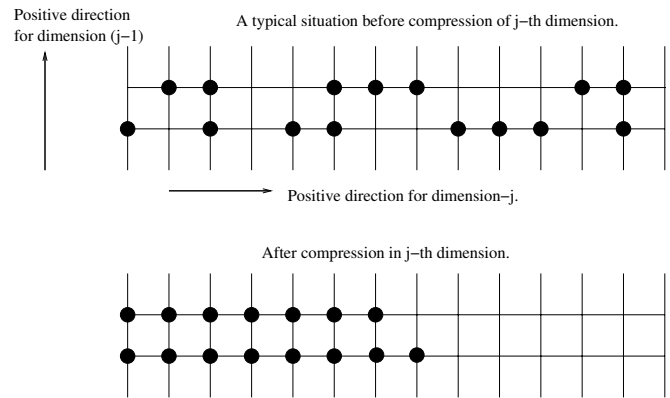 Positive direction
for dimension (j−1)
A typical situation before compression of j−th dimension.
Positive direction for dimension−j.
After compression in j−th dimension.